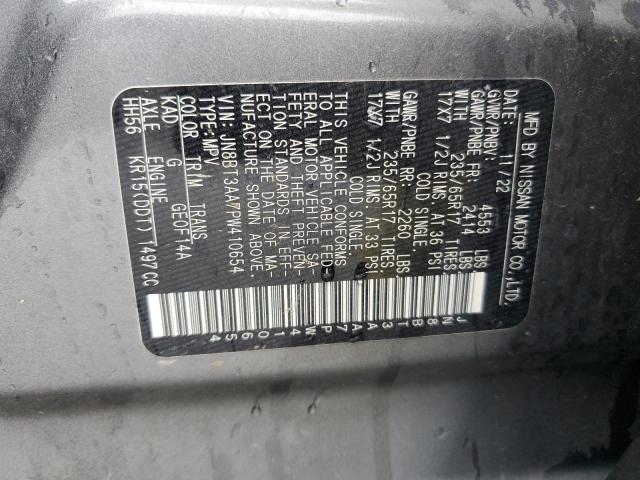 MFD BY NISSAN MOTOR CO., LTD.
DATE: 11/22
*GVWR/PNBV: 4553 LBS
GAWR/PNBE FR: 2414 LBS
WITH 235/65R17 TIRES
17X7 1/2J RIMS AT 36 PSI
COLD SINGLE
GAWR/PNBE RR: 2260 LBS
WITH 235/65R17 TIRES
17X7 1/2J RIMS AT 33 PSI
COLD SINGLE
THIS VEHICLE CONFORMS
TO ALL APPLICABLE FED-
ERAL MOTOR VEHICLE SA-
FETY AND THEFT PREVEN-
TION STANDARDS IN EFF-
ECT ON THE DATE OF MA-
NUFACTURE SHOWN ABOVE.
VIN: JN8BT3AA7PW410654
TYPE: MPV
COLOR TRIM TRANS
KAD G GE0F14A
AXLE ENGINE
HH56 KR15(DDT) 1497CC
JN8BT3AA7PW410654